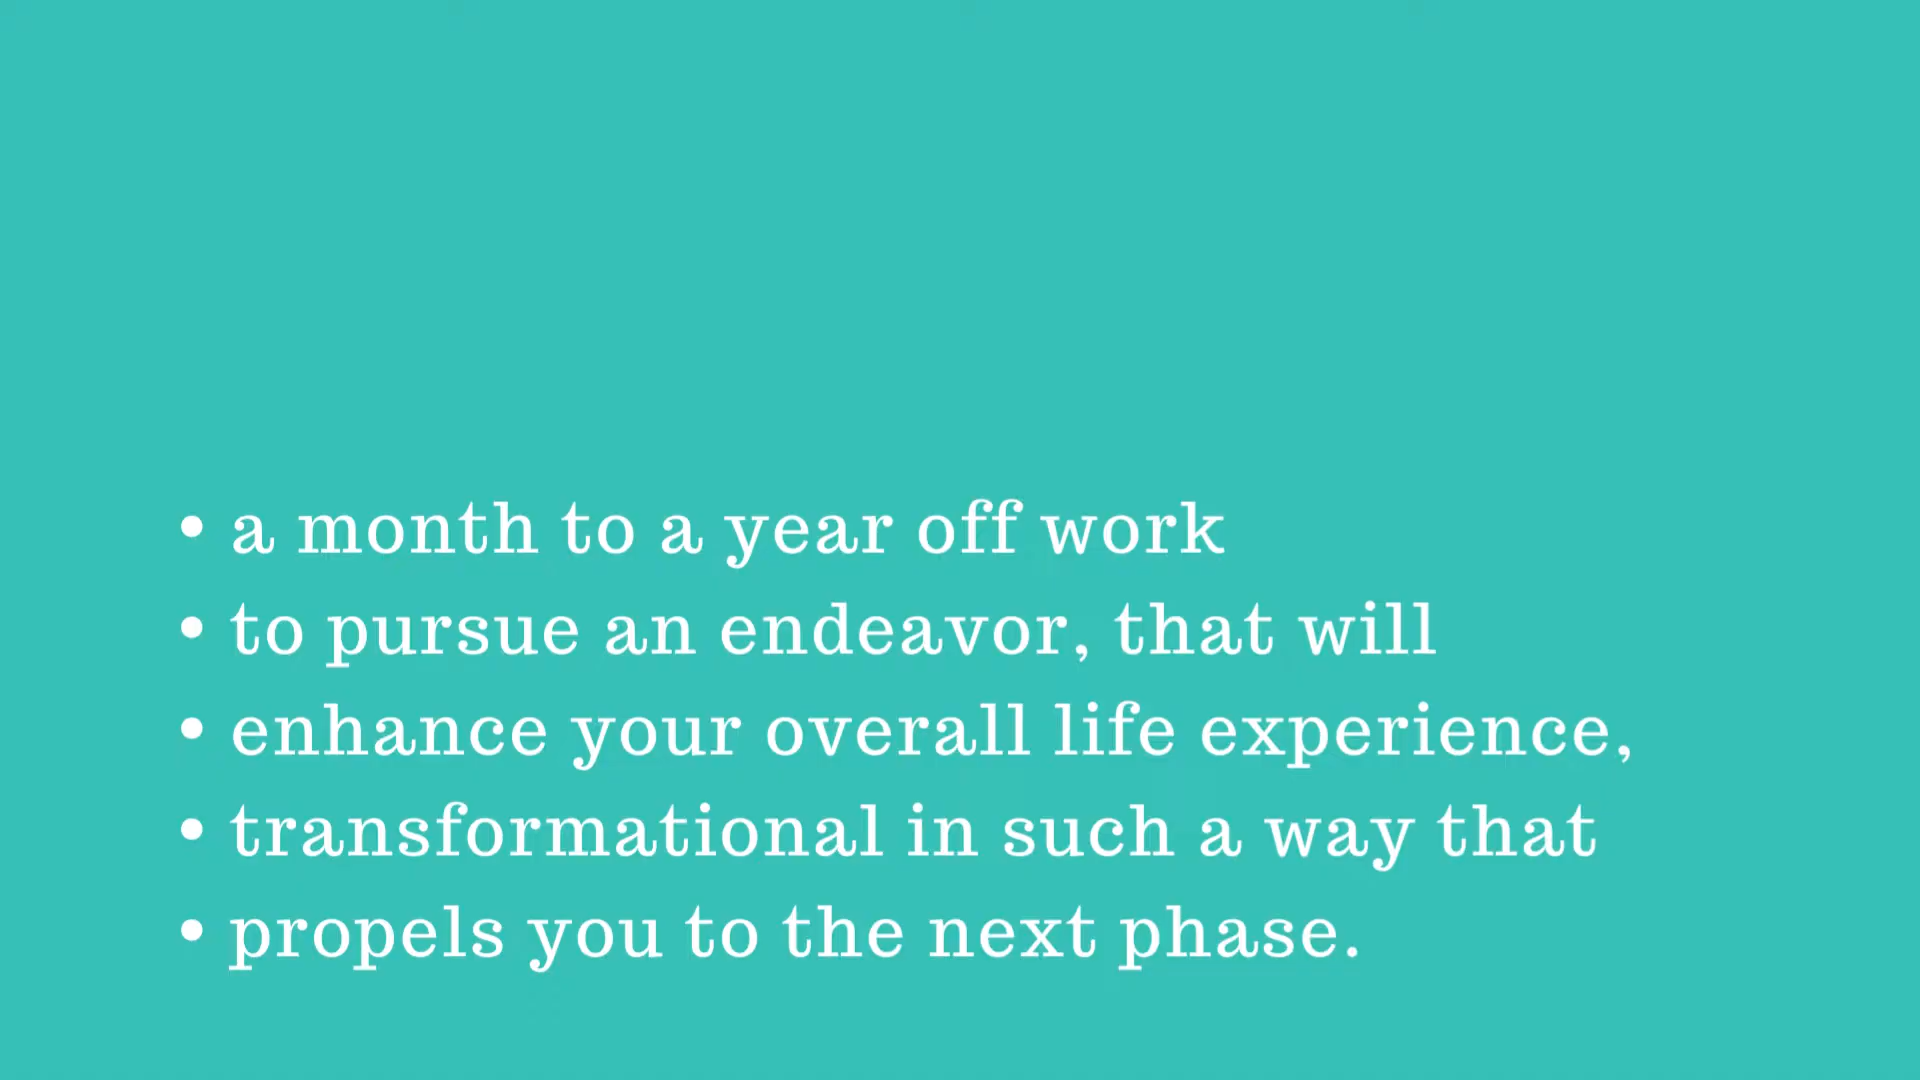 • a month to a year off work
• to pursue an endeavor, that will
• enhance your overall life experience,
• transformational in such a way that
• propels you to the next phase.